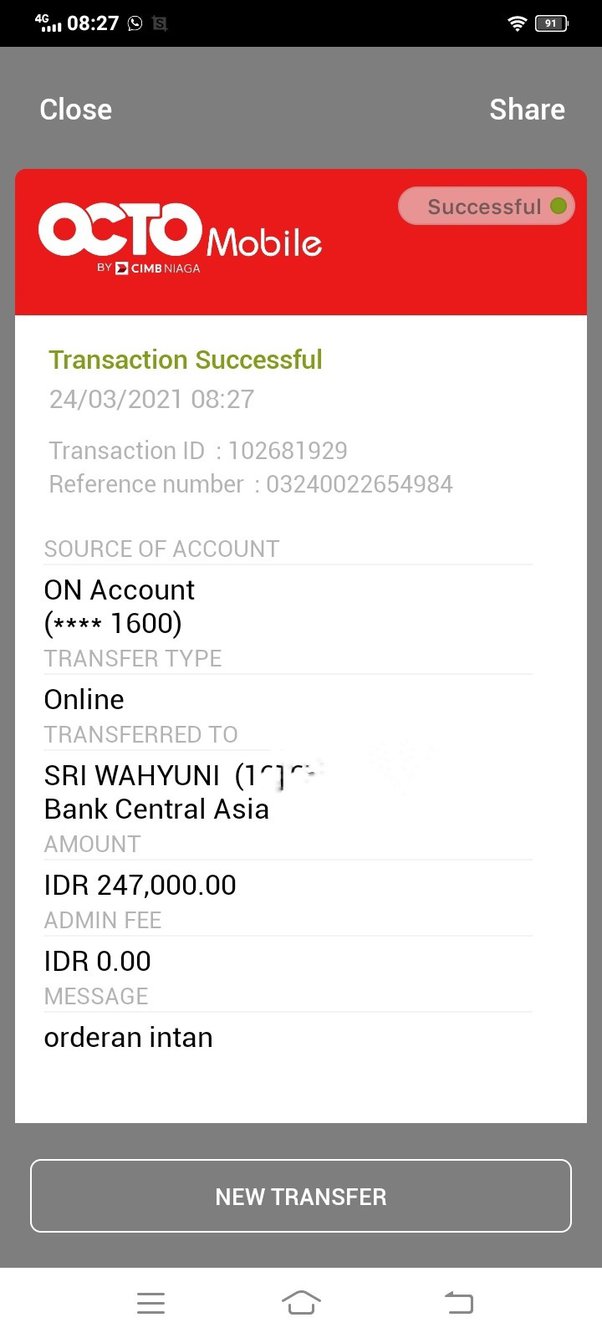 4G 08:27 91
Close Share
OCTO Mobile
BY CIMB NIAGA
Successful
Transaction Successful
24/03/2021 08:27
Transaction ID : 102681929
Reference number : 03240022654984
SOURCE OF ACCOUNT
ON Account
(**** 1600)
TRANSFER TYPE
Online
TRANSFERRED TO
SRI WAHYUNI
Bank Central Asia
AMOUNT
IDR 247,000.00
ADMIN FEE
IDR 0.00
MESSAGE
orderan intan
NEW TRANSFER